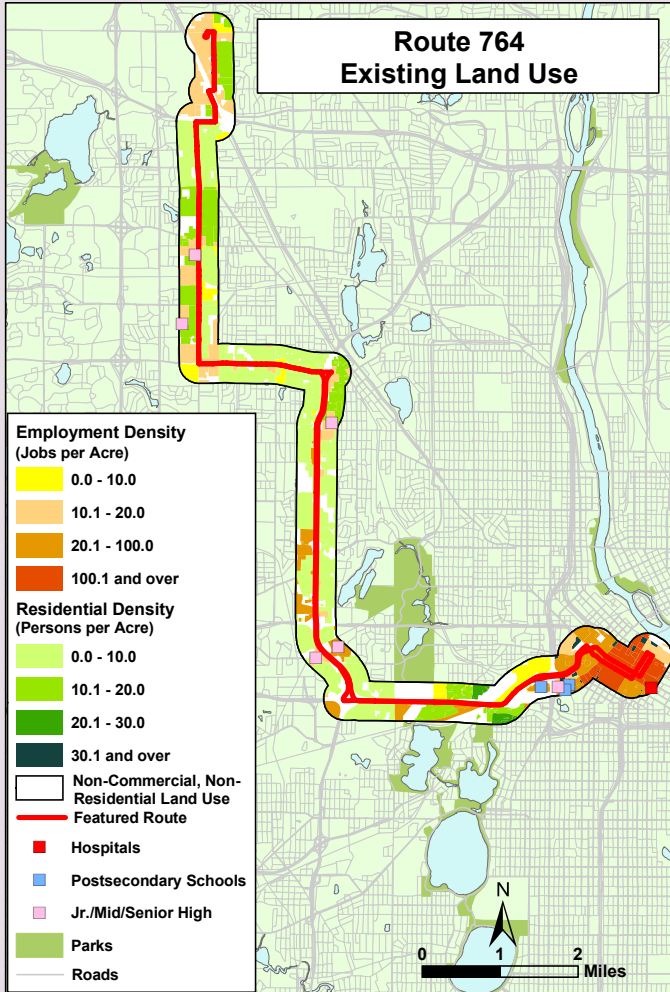 Route 764
Existing Land Use
Employment Density
(Jobs per Acre)
0.0 - 10.0
10.1 - 20.0
20.1 - 100.0
100.1 and over
Residential Density
(Persons per Acre)
0.0 - 10.0
10.1 - 20.0
20.1 - 30.0
30.1 and over
Non-Commercial, Non-
Residential Land Use
Featured Route
Hospitals
Postsecondary Schools
Jr./Mid/Senior High
Parks
Roads
N
0 1 2
Miles